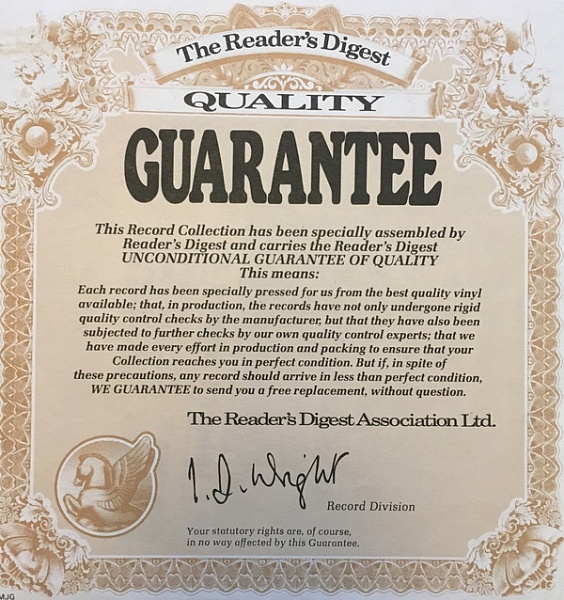 The Reader's Digest
QUALITY
GUARANTEE
This Record Collection has been specially assembled by
Reader's Digest and carries the Reader's Digest
UNCONDITIONAL GUARANTEE OF QUALITY
This means:
Each record has been specially pressed for us from the best quality vinyl
available; that, in production, the records have not only undergone rigid
quality control checks by the manufacturer, but that they have also been
subjected to further checks by our own quality control experts; that we
have made every effort in production and packing to ensure that your
Collection reaches you in perfect condition. But if, in spite of
these precautions, any record should arrive in less than perfect condition,
WE GUARANTEE to send you a free replacement, without question.
The Reader's Digest Association Ltd.
I. D. Wright
Record Division
Your statutory rights are, of course,
in no way affected by this Guarantee.
MJG